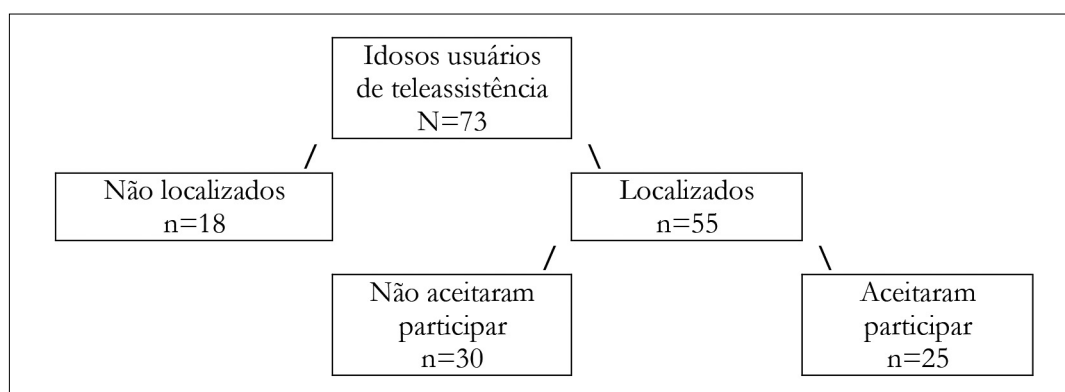 Idosos usuários
de teleassistência
N=73
Não localizados
n=18
Localizados
n=55
Não aceitaram
participar
n=30
Aceitaram
participar
n=25